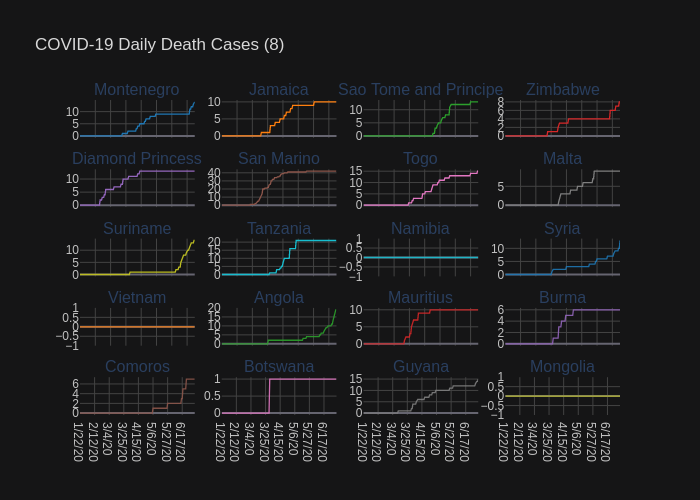 COVID-19 Daily Death Cases (8)
Montenegro Jamaica Sao Tome and Principe Zimbabwe
10 5 0 10 5 0 10 5 0 8 6 4 2 0
Diamond Princess San Marino Togo Malta
10 5 0 40 30 20 10 0 15 10 5 0 5 0
Suriname Tanzania Namibia Syria
10 5 0 20 15 10 5 0 1 0.5 0 −0.5 −1 10 5 0
Vietnam Angola Mauritius Burma
1 0.5 0 −0.5 −1 20 15 10 5 0 10 5 0 6 4 2 0
Comoros Botswana Guyana Mongolia
6 4 2 0 1 0.5 0 15 10 5 0 1 0.5 0 −0.5 −1
1/22/20 2/12/20 3/4/20 3/25/20 4/15/20 5/6/20 5/27/20 6/17/20 1/22/20 2/12/20 3/4/20 3/25/20 4/15/20 5/6/20 5/27/20 6/17/20 1/22/20 2/12/20 3/4/20 3/25/20 4/15/20 5/6/20 5/27/20 6/17/20 1/22/20 2/12/20 3/4/20 3/25/20 4/15/20 5/6/20 5/27/20 6/17/20